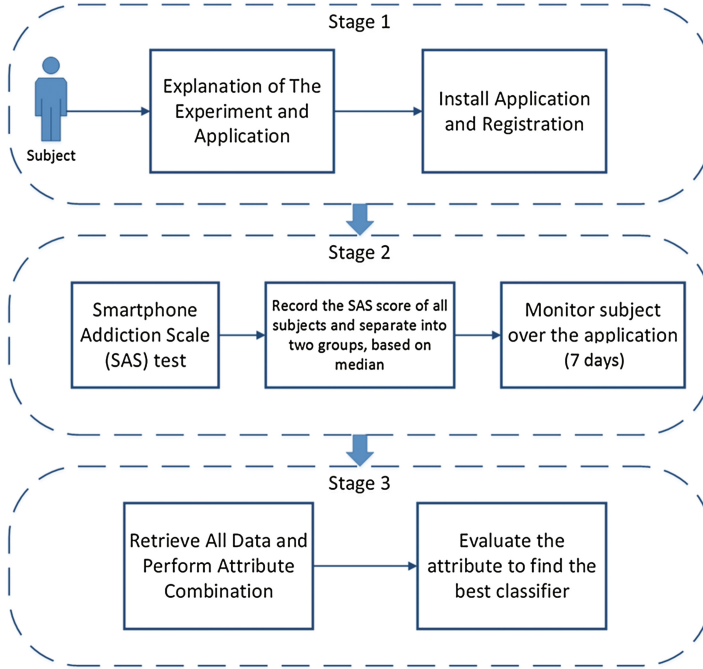 Stage 1
Subject
Explanation of The
Experiment and
Application
Install Application
and Registration
Stage 2
Smartphone
Addiction Scale
(SAS) test
Record the SAS score of all
subjects and separate into
two groups, based on
median
Monitor subject
over the application
(7 days)
Stage 3
Retrieve All Data and
Perform Attribute
Combination
Evaluate the
attribute to find the
best classifier